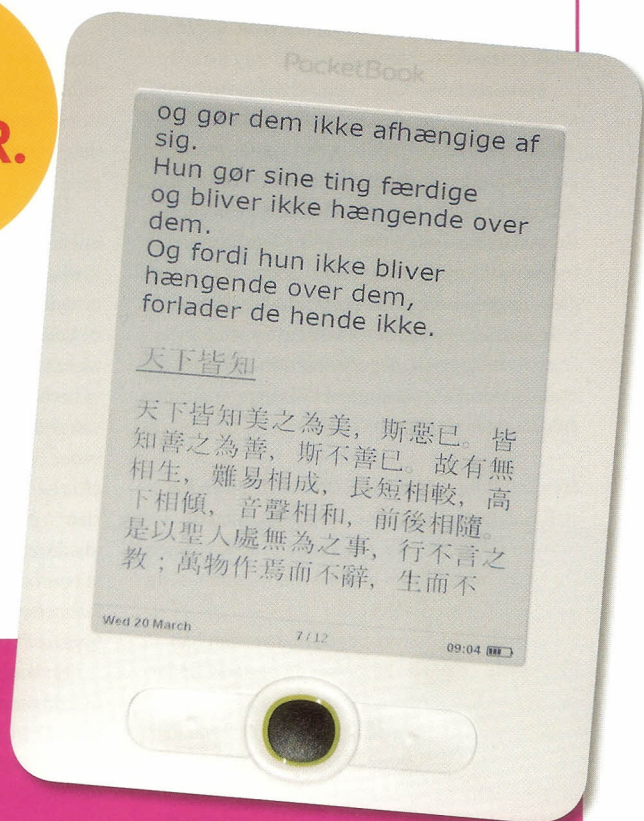 R.
PocketBook
og gør dem ikke afhængige af
sig.
Hun gør sine ting færdige
og bliver ikke hængende over
dem.
Og fordi hun ikke bliver
hængende over dem,
forlader de hende ikke.
天下皆知
天下皆知美之為美，斯惡已。皆
知善之為善，斯不善已。故有無
相生，難易相成，長短相較，高
下相傾，音聲相和，前後相隨。
是以聖人處無為之事，行不言之
教；萬物作焉而不辭，生而不
Wed 20 March
7/12
09:04